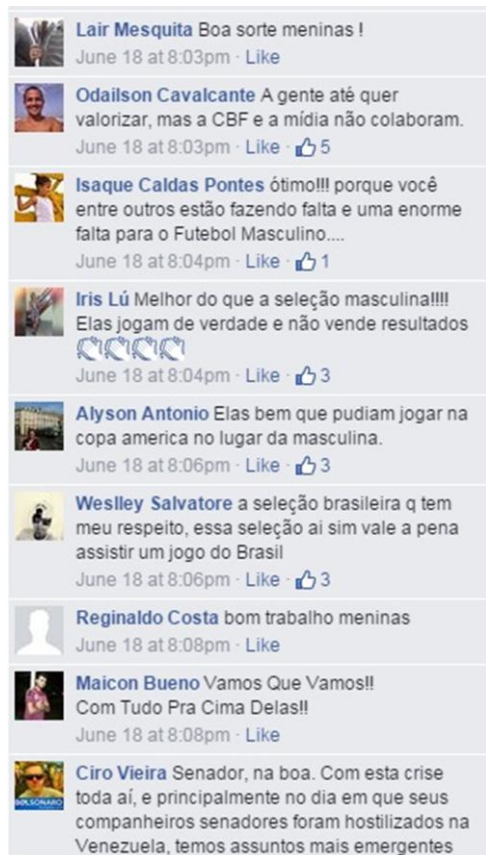 Lair Mesquita Boa sorte meninas !
June 18 at 8:03pm · Like
Odailson Cavalcante A gente até quer
valorizar, mas a CBF e a mídia não colaboram.
June 18 at 8:03pm · Like · 5
Isaque Caldas Pontes ótimo!!! porque você
entre outros estão fazendo falta e uma enorme
falta para o Futebol Masculino....
June 18 at 8:04pm · Like · 1
Iris Lú Melhor do que a seleção masculina!!!!
Elas jogam de verdade e não vende resultados
June 18 at 8:04pm · Like · 3
Alyson Antonio Elas bem que pudiam jogar na
copa america no lugar da masculina.
June 18 at 8:06pm · Like · 3
Weslley Salvatore a seleção brasileira q tem
meu respeito, essa seleção ai sim vale a pena
assistir um jogo do Brasil
June 18 at 8:06pm · Like · 3
Reginaldo Costa bom trabalho meninas
June 18 at 8:08pm · Like
Maicon Bueno Vamos Que Vamos!!
Com Tudo Pra Cima Delas!!
June 18 at 8:08pm · Like
BOLSONARO
Ciro Vieira Senador, na boa. Com esta crise
toda aí, e principalmente no dia em que seus
companheiros senadores foram hostilizados na
Venezuela, temos assuntos mais emergentes